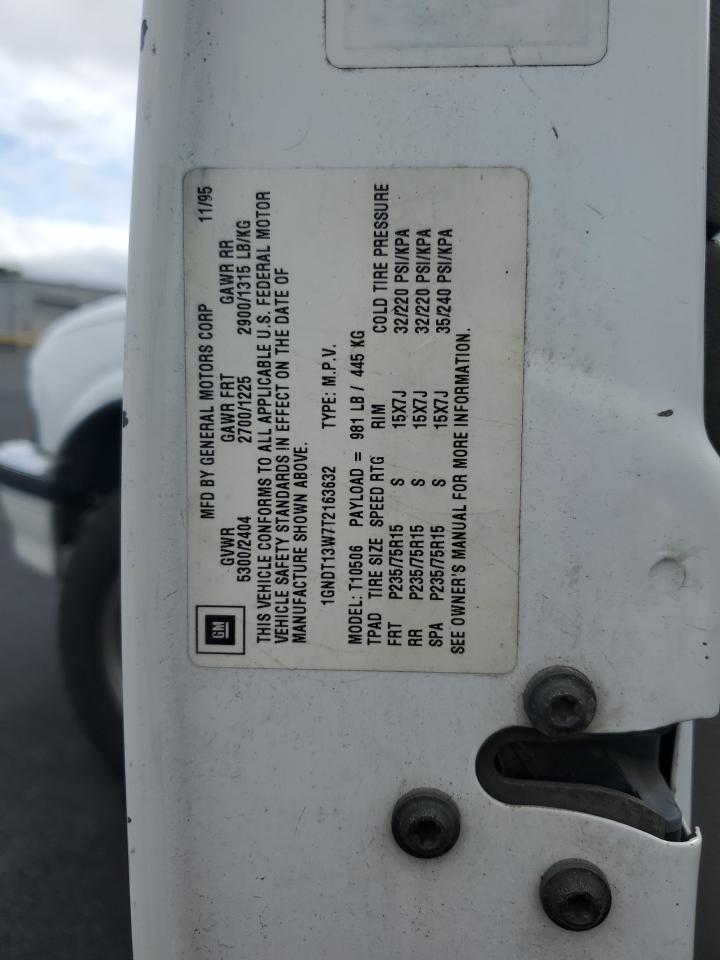 GM
MFD BY GENERAL MOTORS CORP 11/95
GVWR GAWR FRT GAWR RR
5300/2404 2700/1225 2900/1315 LB/KG
THIS VEHICLE CONFORMS TO ALL APPLICABLE U.S. FEDERAL MOTOR
VEHICLE SAFETY STANDARDS IN EFFECT ON THE DATE OF
MANUFACTURE SHOWN ABOVE.
1GNDT13W7T2163632 TYPE: M.P.V.
MODEL: T10506 PAYLOAD = 981 LB / 445 KG
TPAD TIRE SIZE SPEED RTG RIM COLD TIRE PRESSURE
FRT P235/75R15 S 15X7J 32/220 PSI/KPA
RR P235/75R15 S 15X7J 32/220 PSI/KPA
SPA P235/75R15 S 15X7J 35/240 PSI/KPA
SEE OWNER'S MANUAL FOR MORE INFORMATION.